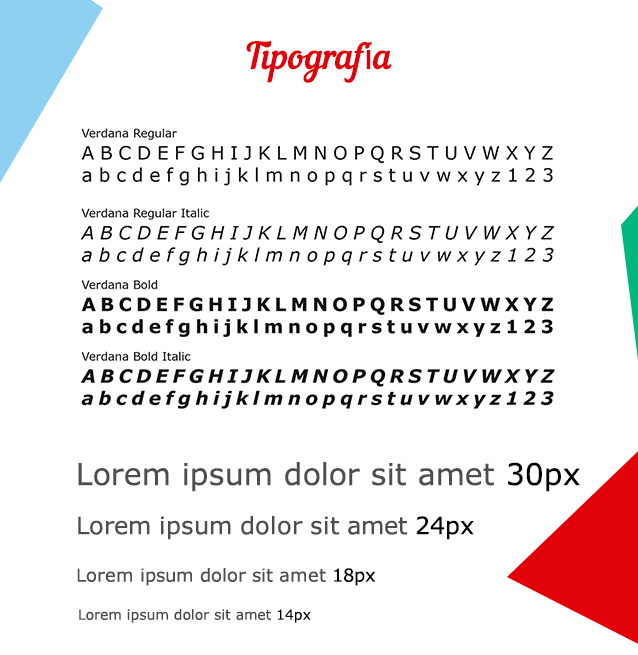 Tipografía
Verdana Regular
A B C D E F G H I J K L M N O P Q R S T U V W X Y Z
a b c d e f g h i j k l m n o p q r s t u v w x y z 1 2 3
Verdana Regular Italic
A B C D E F G H I J K L M N O P Q R S T U V W X Y Z
a b c d e f g h i j k l m n o p q r s t u v w x y z 1 2 3
Verdana Bold
A B C D E F G H I J K L M N O P Q R S T U V W X Y Z
a b c d e f g h i j k l m n o p q r s t u v w x y z 1 2 3
Verdana Bold Italic
A B C D E F G H I J K L M N O P Q R S T U V W X Y Z
a b c d e f g h i j k l m n o p q r s t u v w x y z 1 2 3
Lorem ipsum dolor sit amet 30px
Lorem ipsum dolor sit amet 24px
Lorem ipsum dolor sit amet 18px
Lorem ipsum dolor sit amet 14px